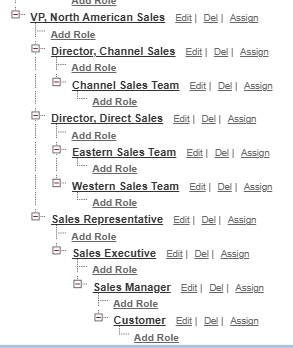 Add Role
VP, North American Sales Edit | Del | Assign
Add Role
Director, Channel Sales Edit | Del | Assign
Add Role
Channel Sales Team Edit | Del | Assign
Add Role
Director, Direct Sales Edit | Del | Assign
Add Role
Eastern Sales Team Edit | Del | Assign
Add Role
Western Sales Team Edit | Del | Assign
Add Role
Sales Representative Edit | Del | Assign
Add Role
Sales Executive Edit | Del | Assign
Add Role
Sales Manager Edit | Del | Assign
Add Role
Customer Edit | Del | Assign
Add Role